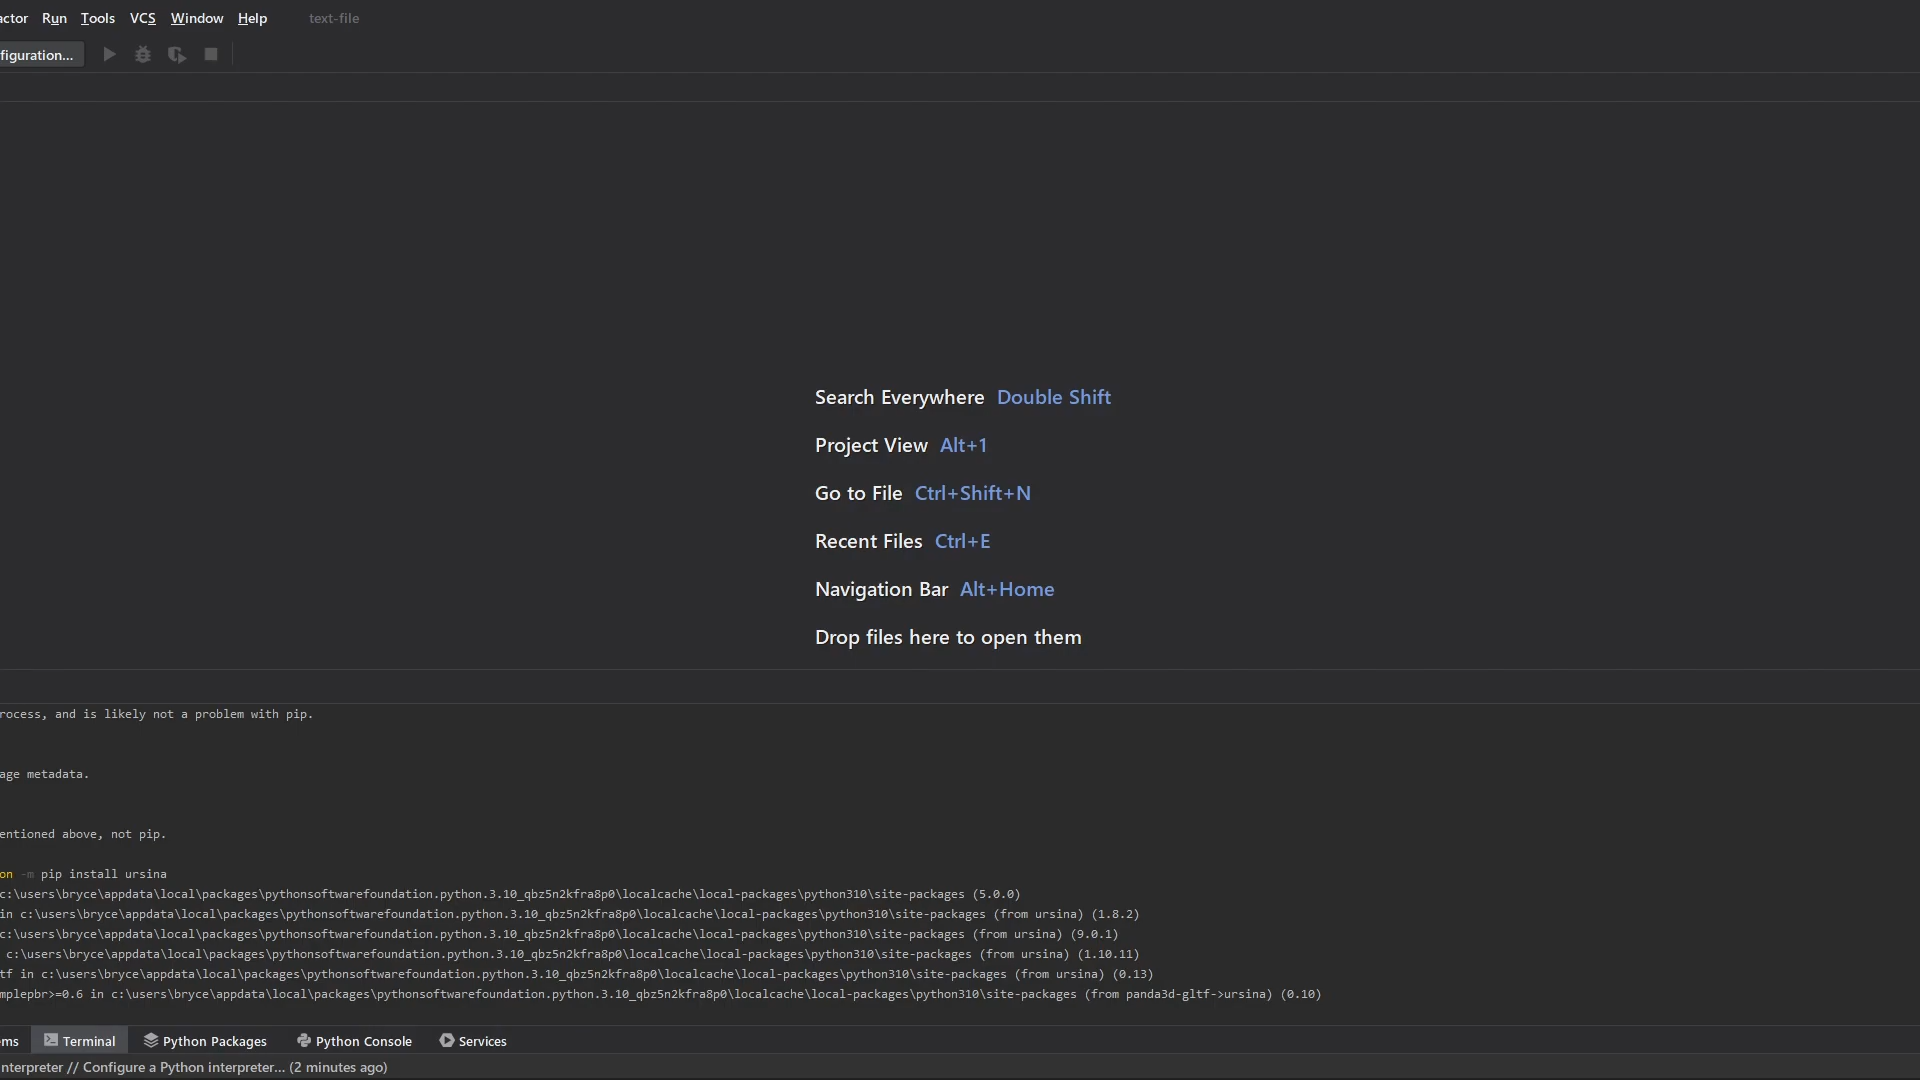 actor Run Tools VCS Window Help text-file
figuration...
Search Everywhere Double Shift
Project View Alt+1
Go to File Ctrl+Shift+N
Recent Files Ctrl+E
Navigation Bar Alt+Home
Drop files here to open them
rocess, and is likely not a problem with pip.
age metadata.
entioned above, not pip.
on -m pip install ursina
c:\users\bryce\appdata\local\packages\pythonsoftwarefoundation.python.3.10_qbz5n2kfra8p0\localcache\local-packages\python310\site-packages (5.0.0)
in c:\users\bryce\appdata\local\packages\pythonsoftwarefoundation.python.3.10_qbz5n2kfra8p0\localcache\local-packages\python310\site-packages (from ursina) (1.8.2)
c:\users\bryce\appdata\local\packages\pythonsoftwarefoundation.python.3.10_qbz5n2kfra8p0\localcache\local-packages\python310\site-packages (from ursina) (9.0.1)
c:\users\bryce\appdata\local\packages\pythonsoftwarefoundation.python.3.10_qbz5n2kfra8p0\localcache\local-packages\python310\site-packages (from ursina) (1.10.11)
tf in c:\users\bryce\appdata\local\packages\pythonsoftwarefoundation.python.3.10_qbz5n2kfra8p0\localcache\local-packages\python310\site-packages (from ursina) (0.13)
mplepbr>=0.6 in c:\users\bryce\appdata\local\packages\pythonsoftwarefoundation.python.3.10_qbz5n2kfra8p0\localcache\local-packages\python310\site-packages (from panda3d-gltf->ursina) (0.10)
ems Terminal Python Packages Python Console Services
nterpreter // Configure a Python interpreter... (2 minutes ago)